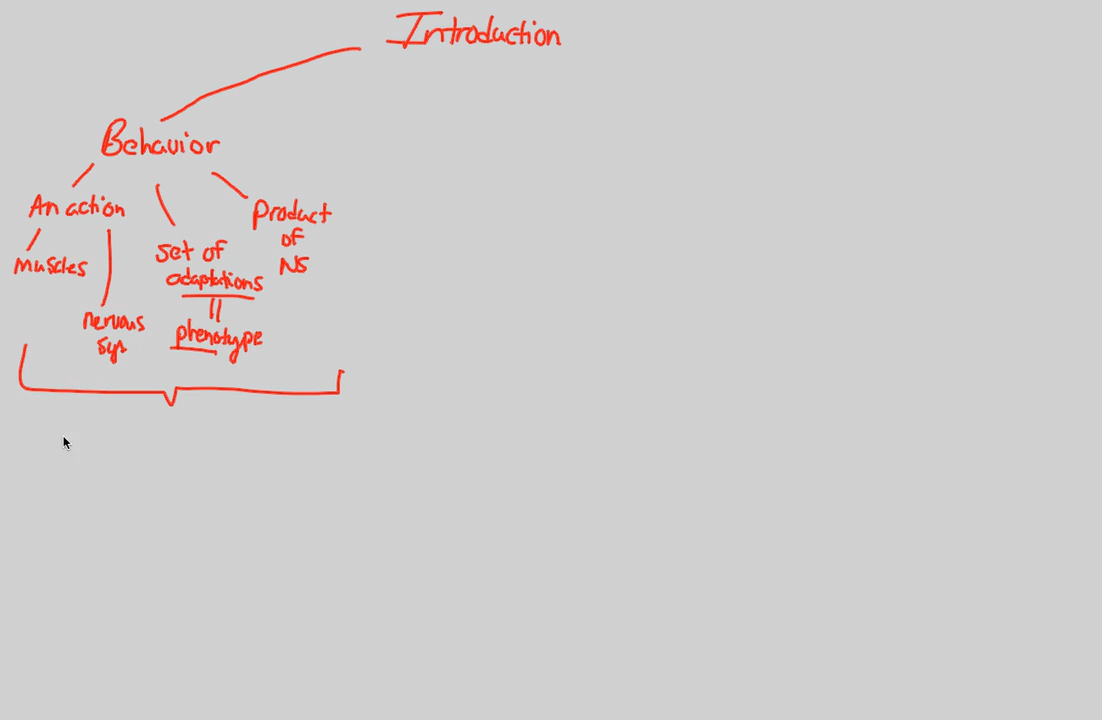 Introduction
Behavior
An action
muscles
nervous
sys.
set of
adaptations
phenotype
Product
of
NS